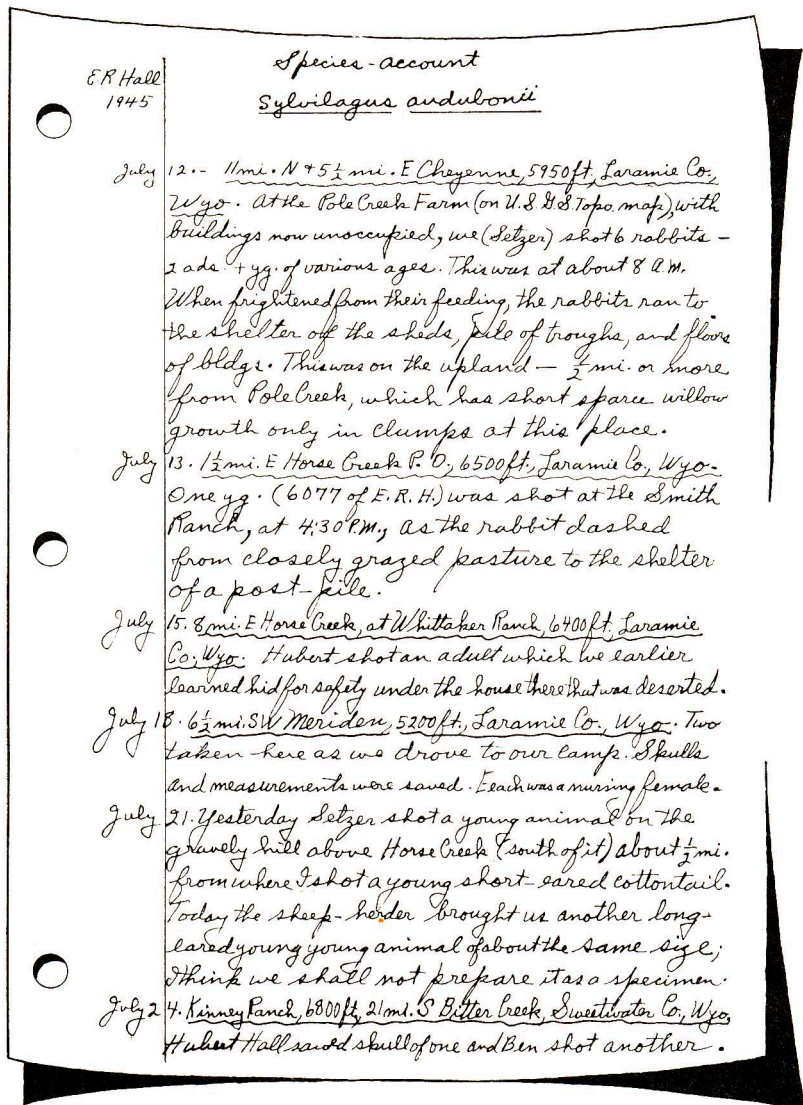 Species-account
E R Hall
1945
Sylvilagus audubonii
July 12.- 11 mi. N + 5½ mi. E Cheyenne, 5950 ft., Laramie Co.,
Wyo. At the Pole Creek Farm (on U.S.G.S. Topo. map), with
buildings now unoccupied, we (Setzer) shot 6 rabbits -
2 ads. + yg. of various ages. This was at about 8 A.M.
When frightened from their feeding, the rabbits ran to
the shelter of the sheds, pile of troughs, and floors
of bldgs. This was on the upland — ½ mi. or more
from Pole Creek, which has short sparce willow
growth only in clumps at this place.
July 13. 1½ mi. E Horse Creek P.O., 6500 ft., Laramie Co., Wyo.
One yg. (6077 of E.R.H.) was shot at the Smith
Ranch, at 4:30 P.M., as the rabbit dashed
from closely grazed pasture to the shelter
of a post-pile.
July 15. 8 mi. E Horse Creek, at Whittaker Ranch, 6400 ft., Laramie
Co., Wyo. Hubert shot an adult which we earlier
learned hid for safety under the house there that was deserted.
July 18. 6½ mi. SW Meriden, 5200 ft., Laramie Co., Wyo. Two
taken here as we drove to our camp. Skulls
and measurements were saved. Eeach was a nursing female.
July 21. Yesterday Setzer shot a young animal on the
gravely hill above Horse Creek (south of it) about ½ mi.
from where I shot a young short-eared cottontail.
Today the sheep-herder brought us another long-
eared young young animal of about the same size;
I think we shall not prepare it as a specimen.
July 24. Kinney Ranch, 6800 ft, 21 mi. S Bitter Creek, Sweetwater Co., Wyo.
Hubert Hall saved skull of one and Ben shot another.